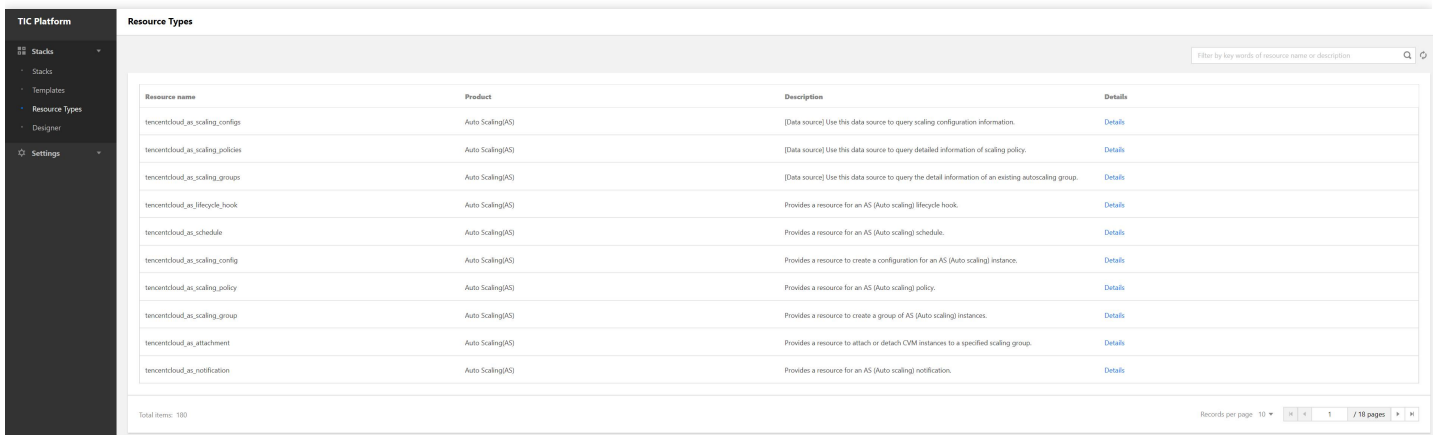 TIC Platform
Resource Types
Stacks
Stacks
Templates
Resource Types
Designer
Settings
Filter by key words of resource name or description
Resource name Product Description Details
tencentcloud_as_scaling_configs Auto Scaling(AS) [Data source] Use this data source to query scaling configuration information. Details
tencentcloud_as_scaling_policies Auto Scaling(AS) [Data source] Use this data source to query detailed information of scaling policy. Details
tencentcloud_as_scaling_groups Auto Scaling(AS) [Data source] Use this data source to query the detail information of an existing autoscaling group. Details
tencentcloud_as_lifecycle_hook Auto Scaling(AS) Provides a resource for an AS (Auto scaling) lifecycle hook. Details
tencentcloud_as_schedule Auto Scaling(AS) Provides a resource for an AS (Auto scaling) schedule. Details
tencentcloud_as_scaling_config Auto Scaling(AS) Provides a resource to create a configuration for an AS (Auto scaling) instance. Details
tencentcloud_as_scaling_policy Auto Scaling(AS) Provides a resource for an AS (Auto scaling) policy. Details
tencentcloud_as_scaling_group Auto Scaling(AS) Provides a resource to create a group of AS (Auto scaling) instances. Details
tencentcloud_as_attachment Auto Scaling(AS) Provides a resource to attach or detach CVM instances to a specified scaling group. Details
tencentcloud_as_notification Auto Scaling(AS) Provides a resource for an AS (Auto scaling) notification. Details
Total items: 180 Records per page 10 1 / 18 pages